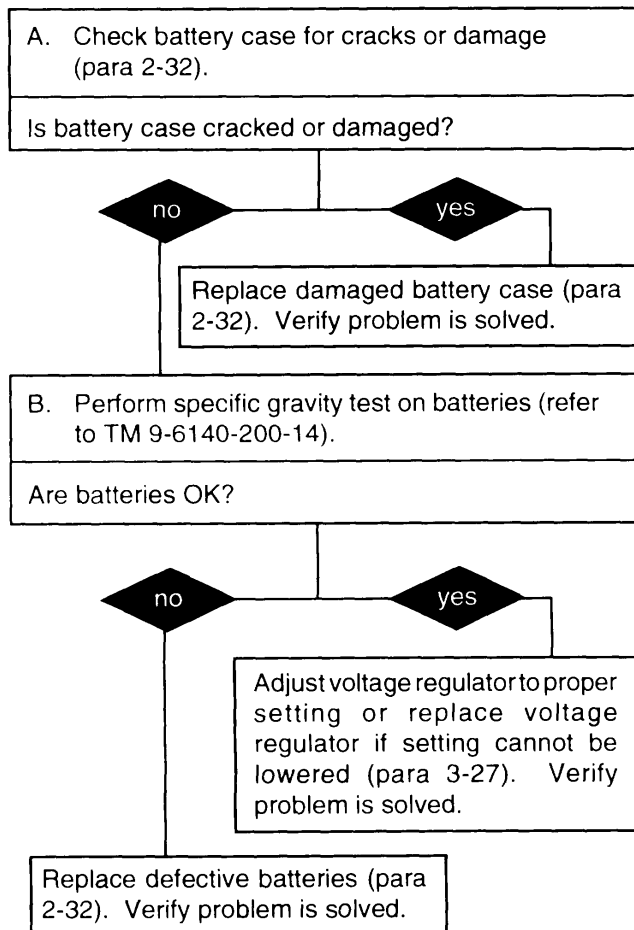 A. Check battery case for cracks or damage
(para 2-32).
Is battery case cracked or damaged?
no
yes
Replace damaged battery case (para
2-32). Verify problem is solved.
B. Perform specific gravity test on batteries (refer
to TM 9-6140-200-14).
Are batteries OK?
no
yes
Adjust voltage regulator to proper
setting or replace voltage
regulator if setting cannot be
lowered (para 3-27). Verify
problem is solved.
Replace defective batteries (para
2-32). Verify problem is solved.